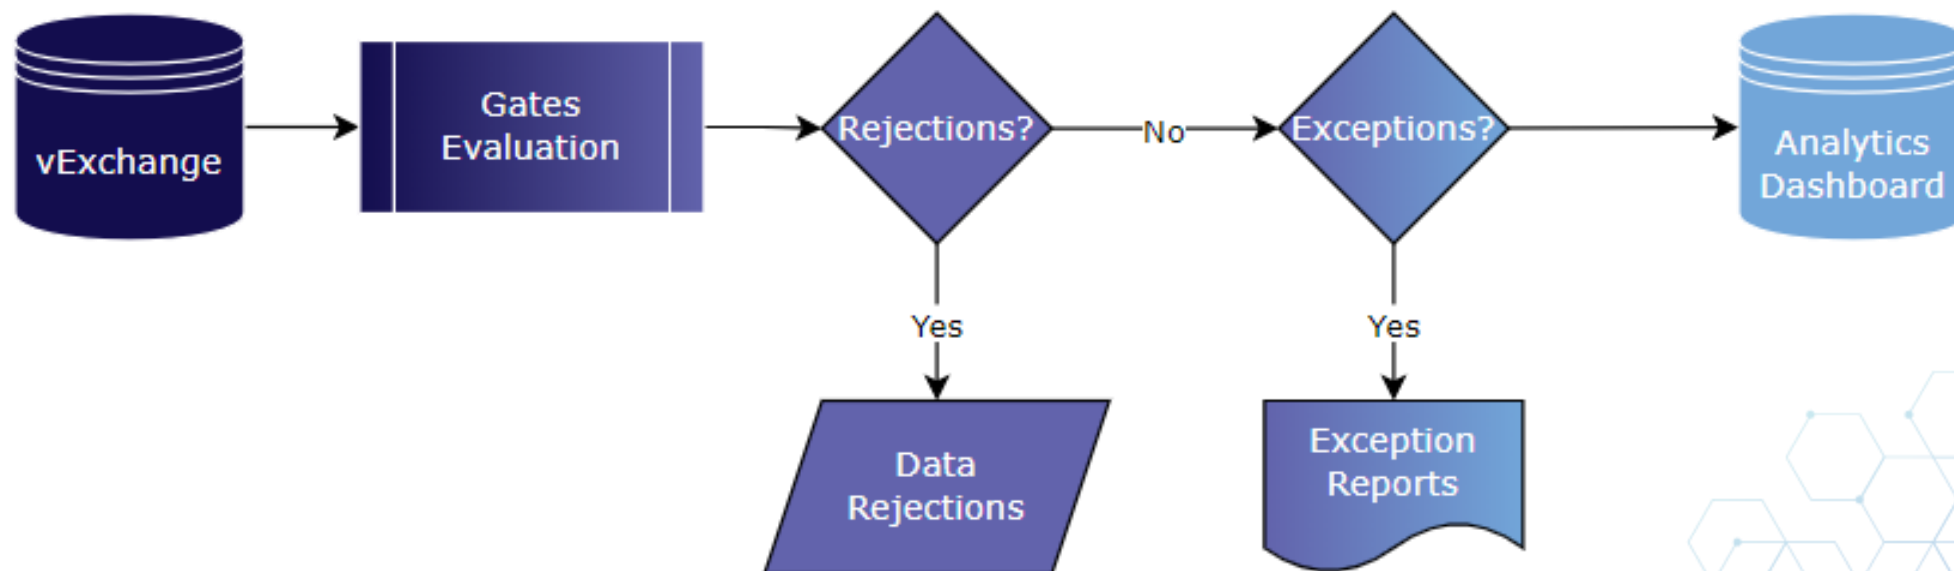 vExchange
Gates
Evaluation
Rejections?
No
Exceptions?
Analytics
Dashboard
Yes
Yes
Data
Rejections
Exception
Reports